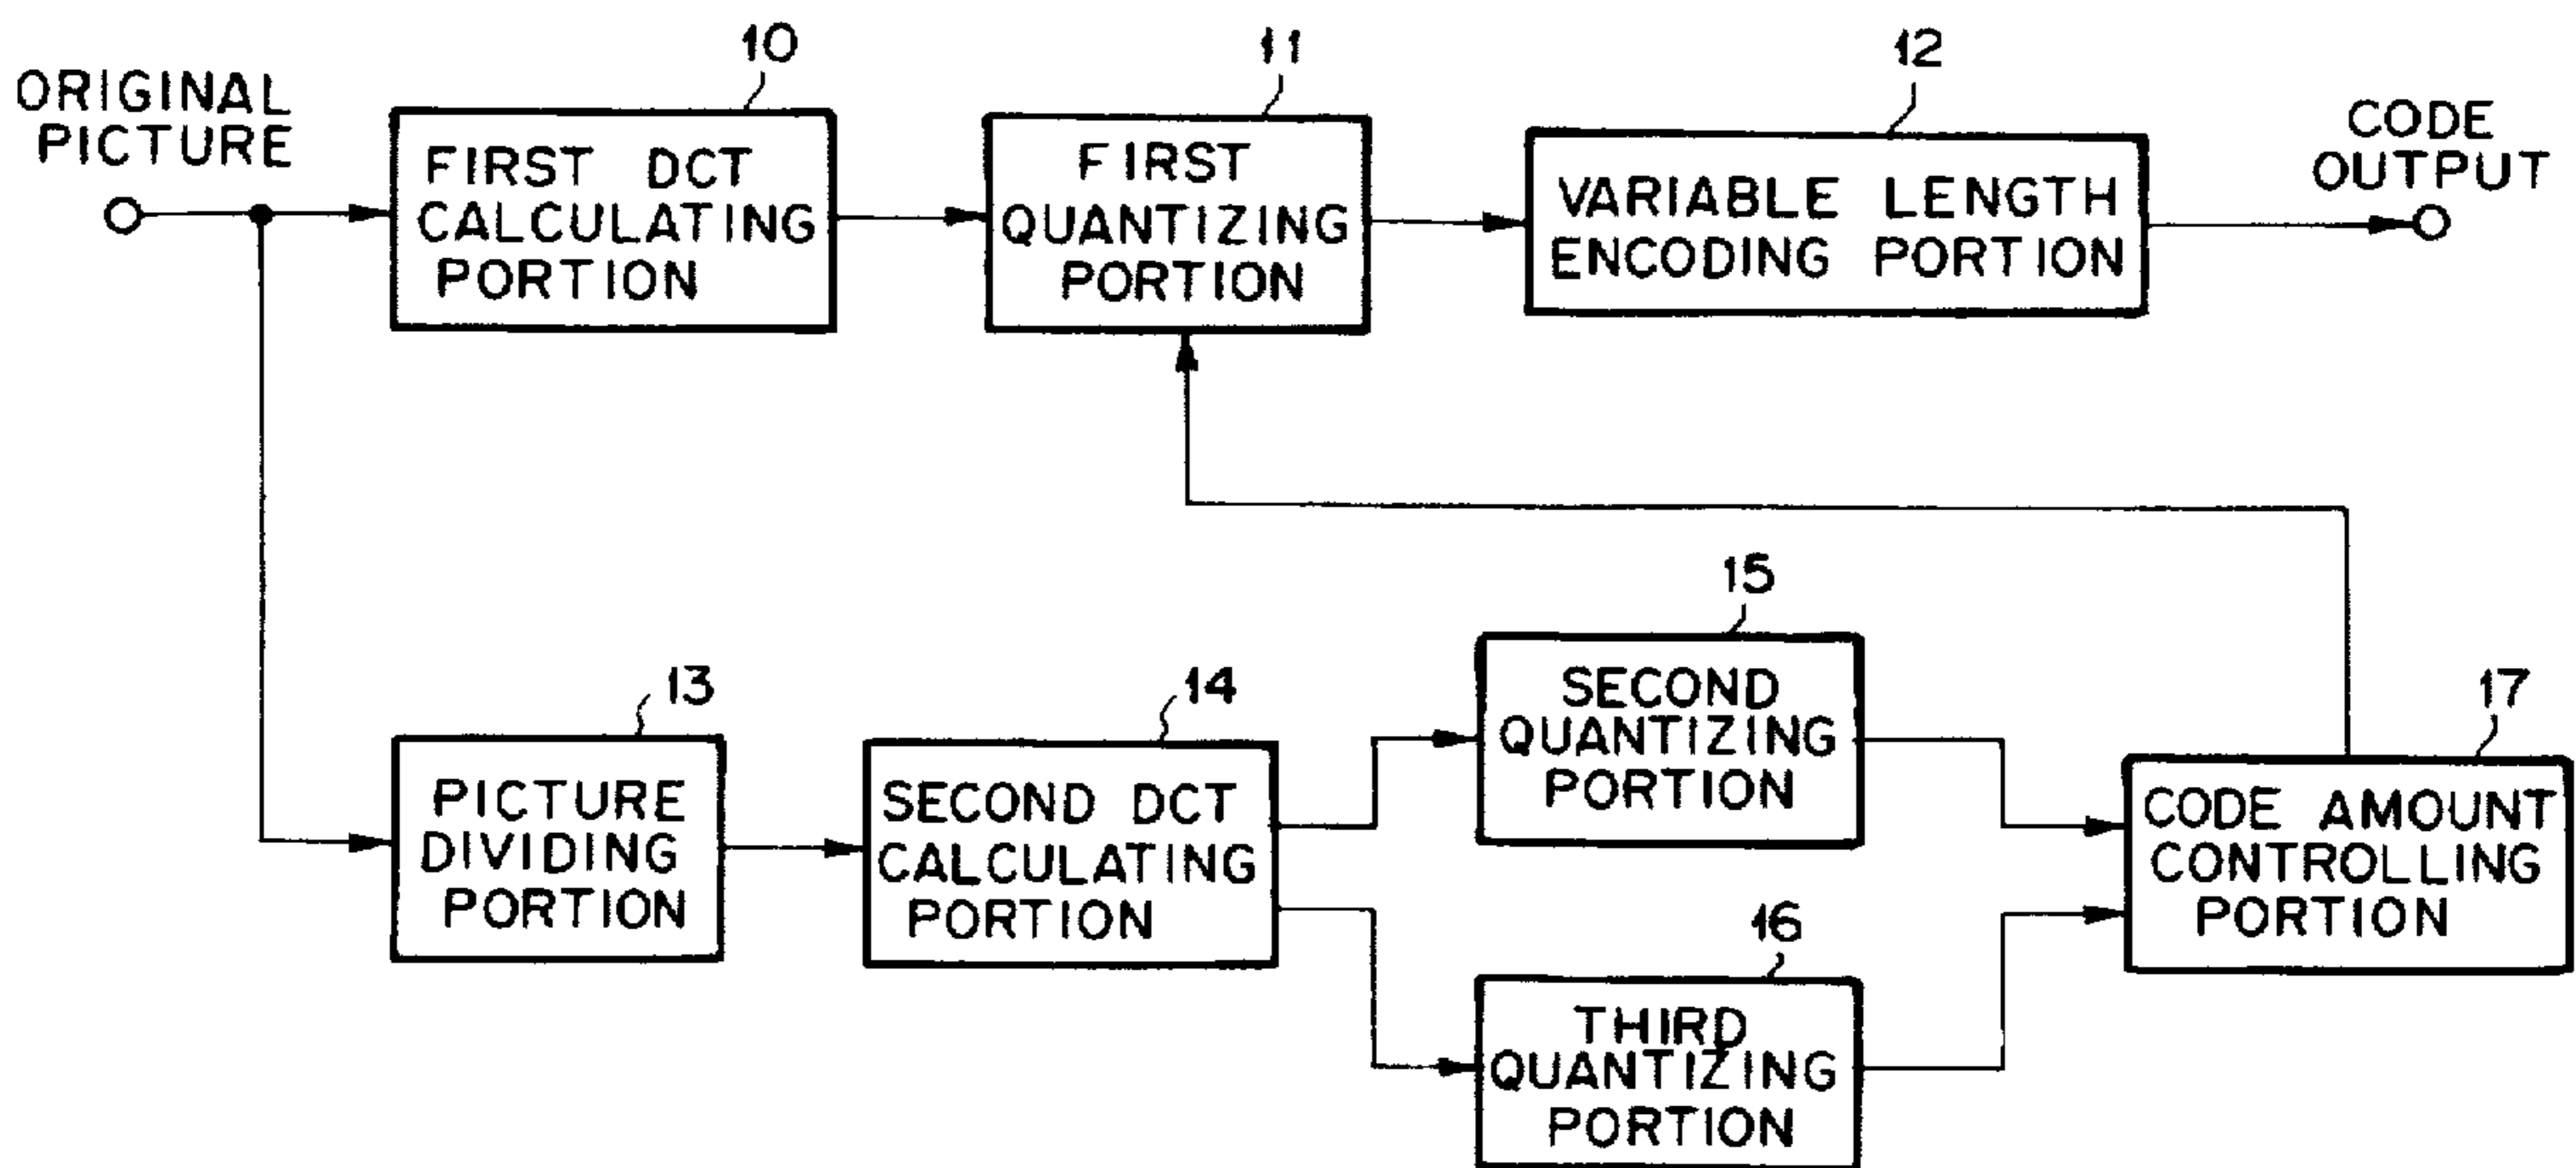 ORIGINAL
PICTURE
10
FIRST DCT
CALCULATING
PORTION
11
FIRST
QUANTIZING
PORTION
12
VARIABLE LENGTH
ENCODING PORTION
CODE
OUTPUT
13
PICTURE
DIVIDING
PORTION
14
SECOND DCT
CALCULATING
PORTION
15
SECOND
QUANTIZING
PORTION
16
THIRD
QUANTIZING
PORTION
17
CODE AMOUNT
CONTROLLING
PORTION